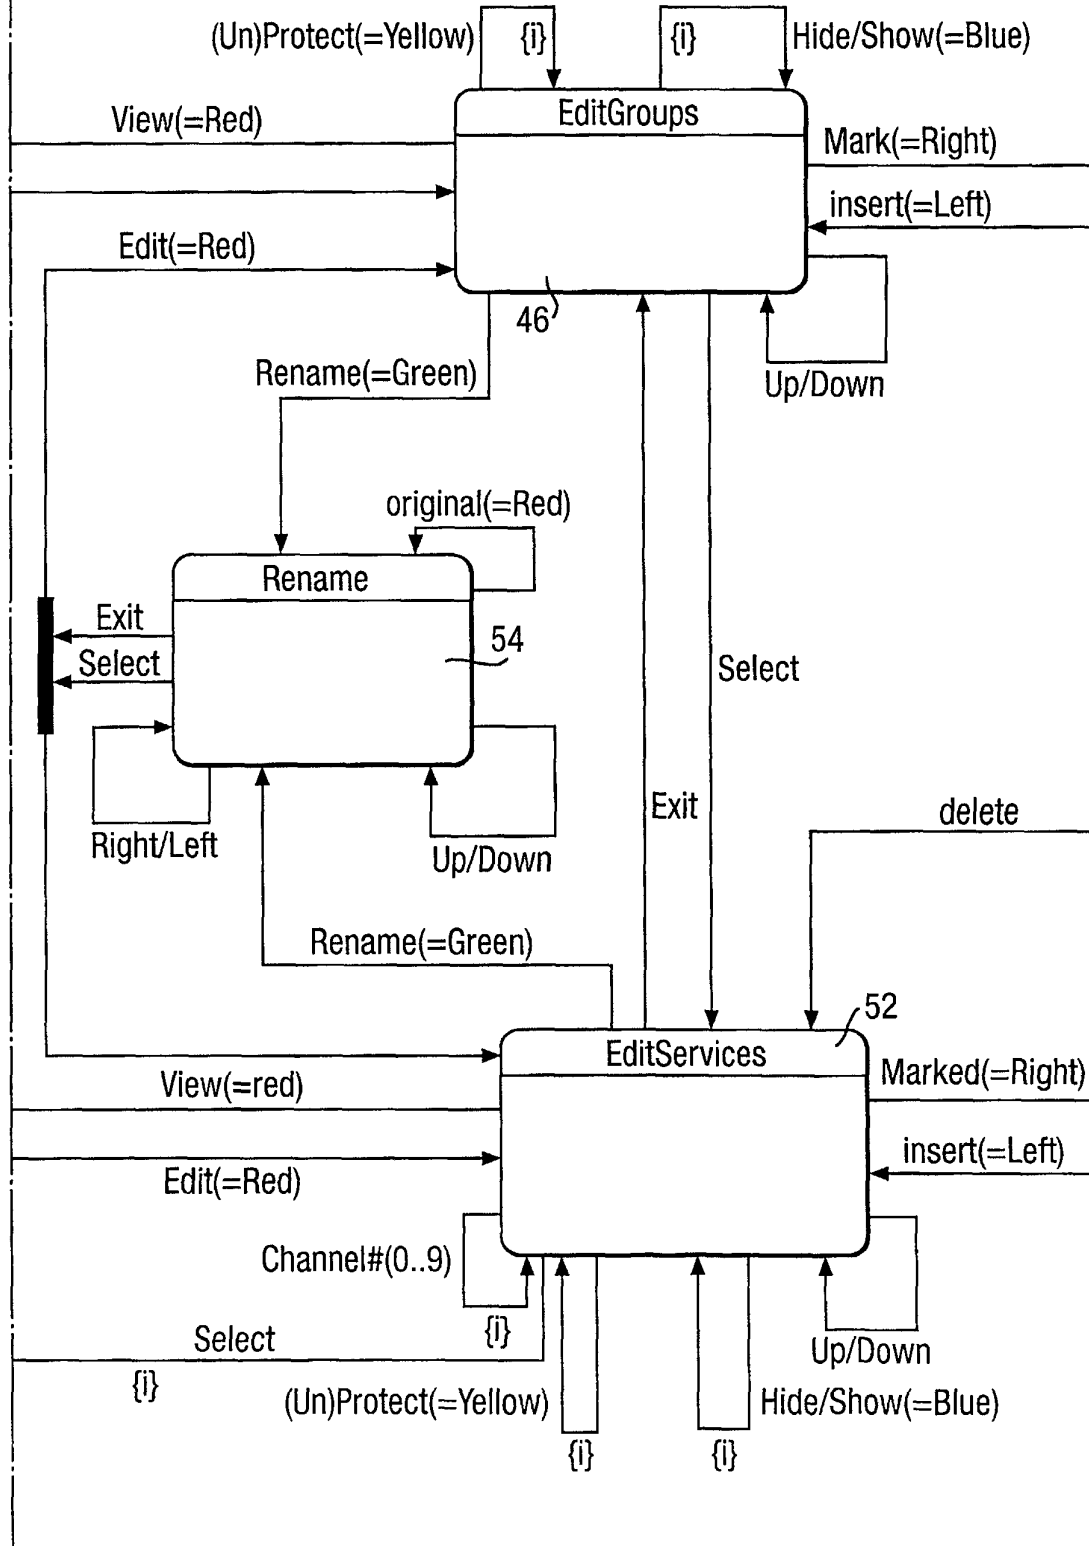 (Un)Protect(=Yellow)
{i}
{i}
Hide/Show(=Blue)
EditGroups
View(=Red)
Mark(=Right)
insert(=Left)
Edit(=Red)
46
Rename(=Green)
Up/Down
original(=Red)
Rename
Exit
54
Select
Select
Right/Left
Up/Down
Exit
delete
Rename(=Green)
52
EditServices
View(=red)
Marked(=Right)
insert(=Left)
Edit(=Red)
Channel#(0..9)
{i}
Select
{i}
Up/Down
(Un)Protect(=Yellow)
{i}
Hide/Show(=Blue)
{i}